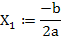 X₁ ≔ −b / 2a